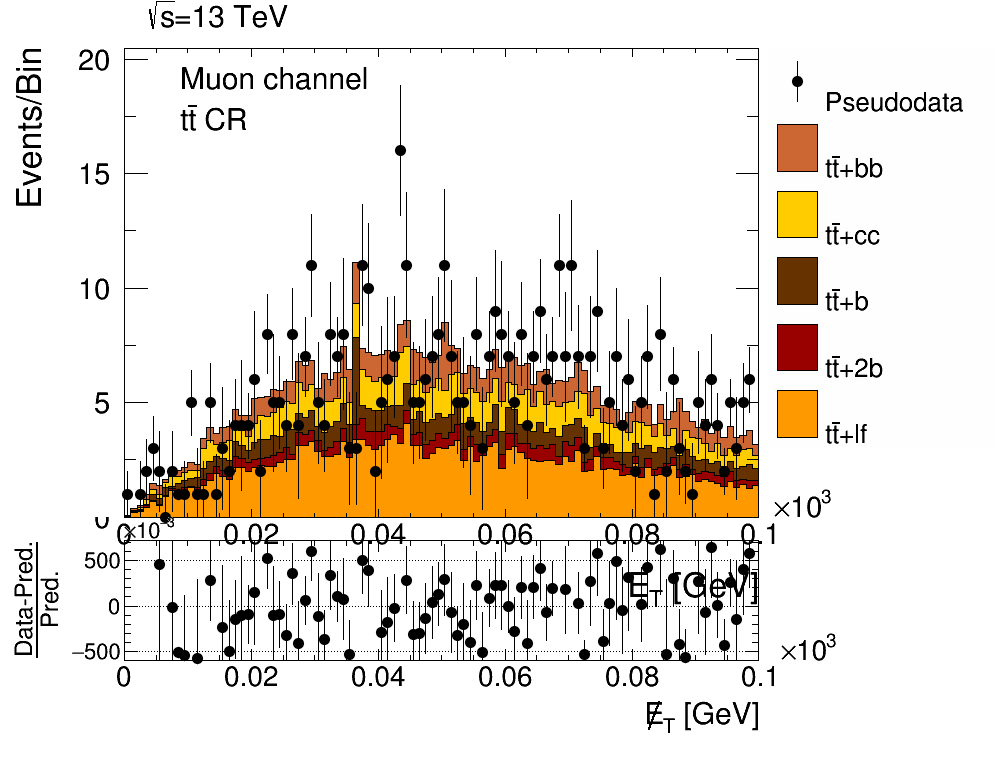 √s=13 TeV
Events/Bin
20
15
10
5
0
Muon channel
tt̄ CR
Pseudodata
tt̄+bb
tt̄+cc
tt̄+b
tt̄+2b
tt̄+lf
0 0.02 0.04 0.06 0.08 0.1
×10³
E̸T [GeV]
×10³
Data-Pred.
Pred.
500
0
−500
×10³
0 0.02 0.04 0.06 0.08 0.1
E̸T [GeV]